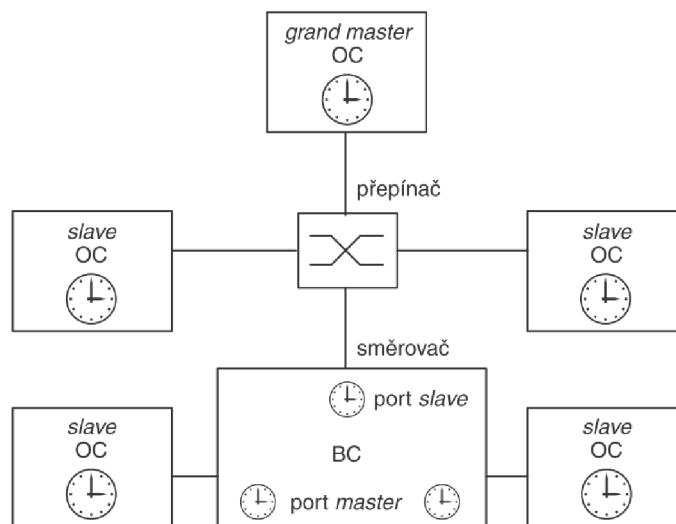 grand master
OC
přepínač
slave
OC
slave
OC
směrovač
port slave
slave
OC
BC
slave
OC
port master